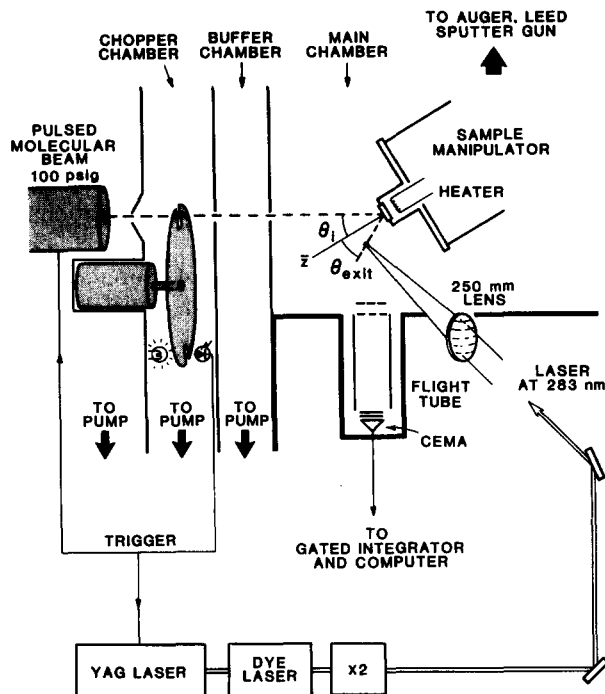 TO AUGER, LEED
SPUTTER GUN
CHOPPER
CHAMBER
BUFFER
CHAMBER
MAIN
CHAMBER
PULSED
MOLECULAR
BEAM
100 psig
SAMPLE
MANIPULATOR
HEATER
θi
z̄
θexit
250 mm
LENS
S
FLIGHT
TUBE
LASER
AT 283 nm
TO
PUMP
TO
PUMP
TO
PUMP
CEMA
TO
GATED INTEGRATOR
AND COMPUTER
TRIGGER
YAG LASER
DYE
LASER
X2